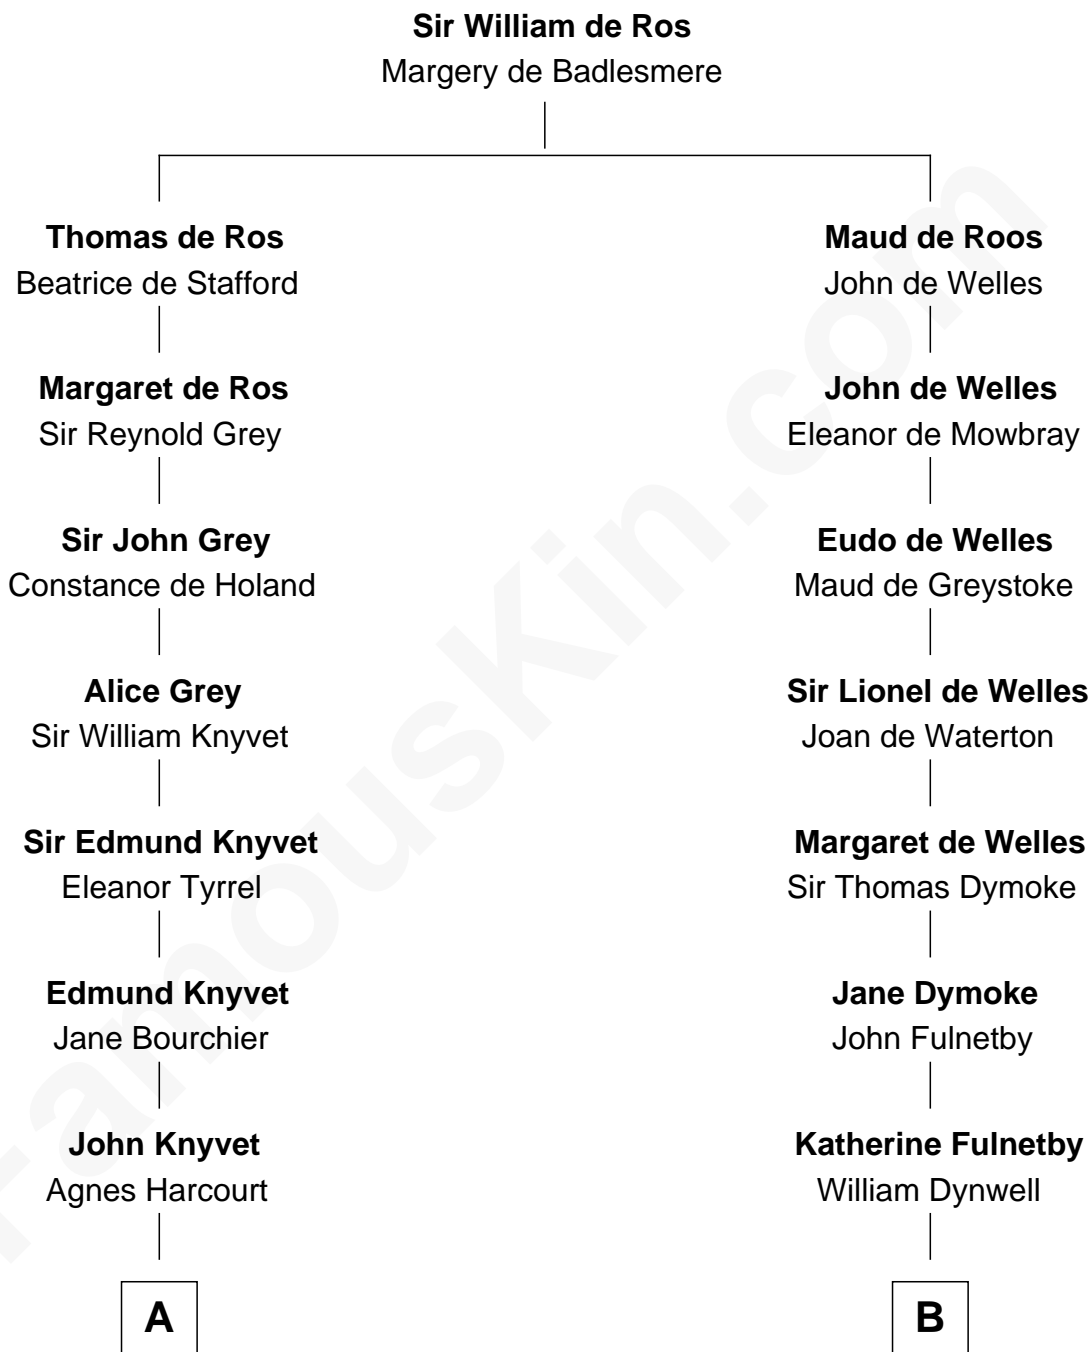 Sir William de Ros
Margery de Badlesmere
Thomas de Ros
Beatrice de Stafford
Margaret de Ros
Sir Reynold Grey
Sir John Grey
Constance de Holand
Alice Grey
Sir William Knyvet
Sir Edmund Knyvet
Eleanor Tyrrel
Edmund Knyvet
Jane Bourchier
John Knyvet
Agnes Harcourt
A
Maud de Roos
John de Welles
John de Welles
Eleanor de Mowbray
Eudo de Welles
Maud de Greystoke
Sir Lionel de Welles
Joan de Waterton
Margaret de Welles
Sir Thomas Dymoke
Jane Dymoke
John Fulnetby
Katherine Fulnetby
William Dynwell
B
FamousKin.com